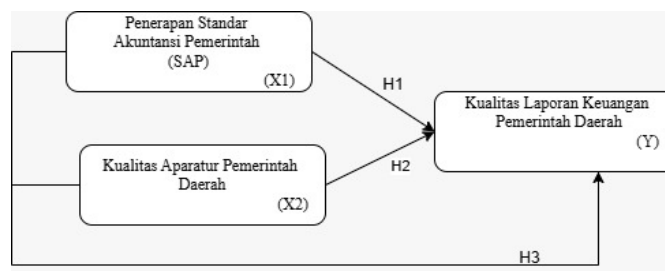 Penerapan Standar
Akuntansi Pemerintah
(SAP)
(X1)
H1
Kualitas Laporan Keuangan
Pemerintah Daerah
(Y)
Kualitas Aparatur Pemerintah
Daerah
(X2)
H2
H3